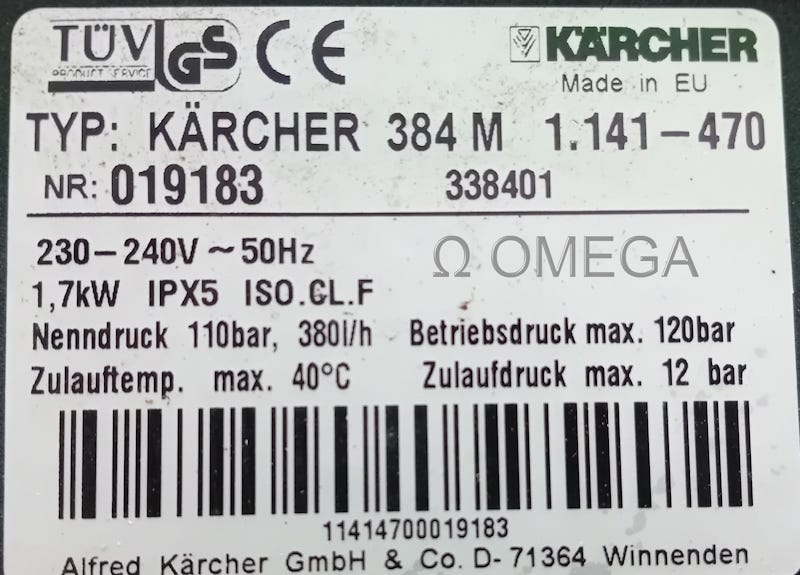 TÜV
PRODUCT SERVICE
GS
CE
KÄRCHER
Made in EU
TYP: KÄRCHER 384 M 1.141-470
NR: 019183 338401
230-240V ~ 50Hz
Ω OMEGA
1,7kW IPX5 ISO.CL.F
Nenndruck 110bar, 380l/h Betriebsdruck max. 120bar
Zulauftemp. max. 40°C Zulaufdruck max. 12 bar
11414700019183
Alfred Kärcher GmbH & Co. D-71364 Winnenden